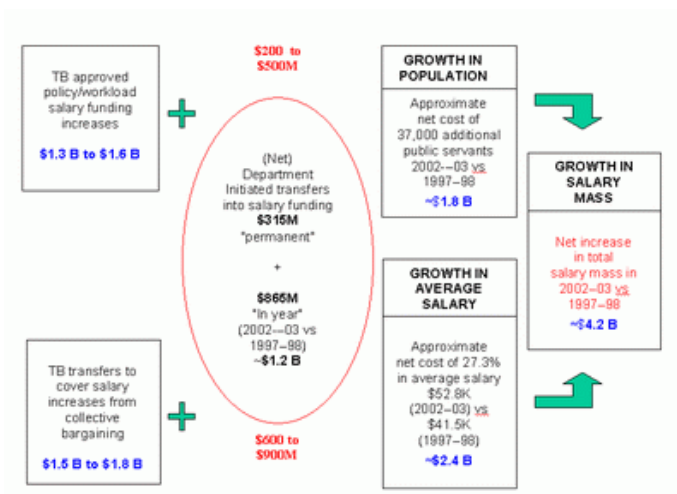 TB approved
policy/workload
salary funding
increases
$1.3 B to $1.6 B
+
$200 to
$500M
(Net)
Department
Initiated transfers
into salary funding
$315M
"permanent"
+
$865M
"In year"
(2002-–03 vs
1997–98)
~$1.2 B
$600 to
$900M
TB transfers to
cover salary
increases from
collective
bargaining
$1.5 B to $1.8 B
+
GROWTH IN
POPULATION
Approximate
net cost of
37,000 additional
public servants
2002-–03 vs
1997–98
~$1.8 B
GROWTH IN
AVERAGE
SALARY
Approximate
net cost of 27.3%
in average salary
$52.8K
(2002–03) vs
$41.5K
(1997–98)
~$2.4 B
GROWTH IN
SALARY
MASS
Net increase
in total
salary mass in
2002–03 vs
1997–98
~$4.2 B